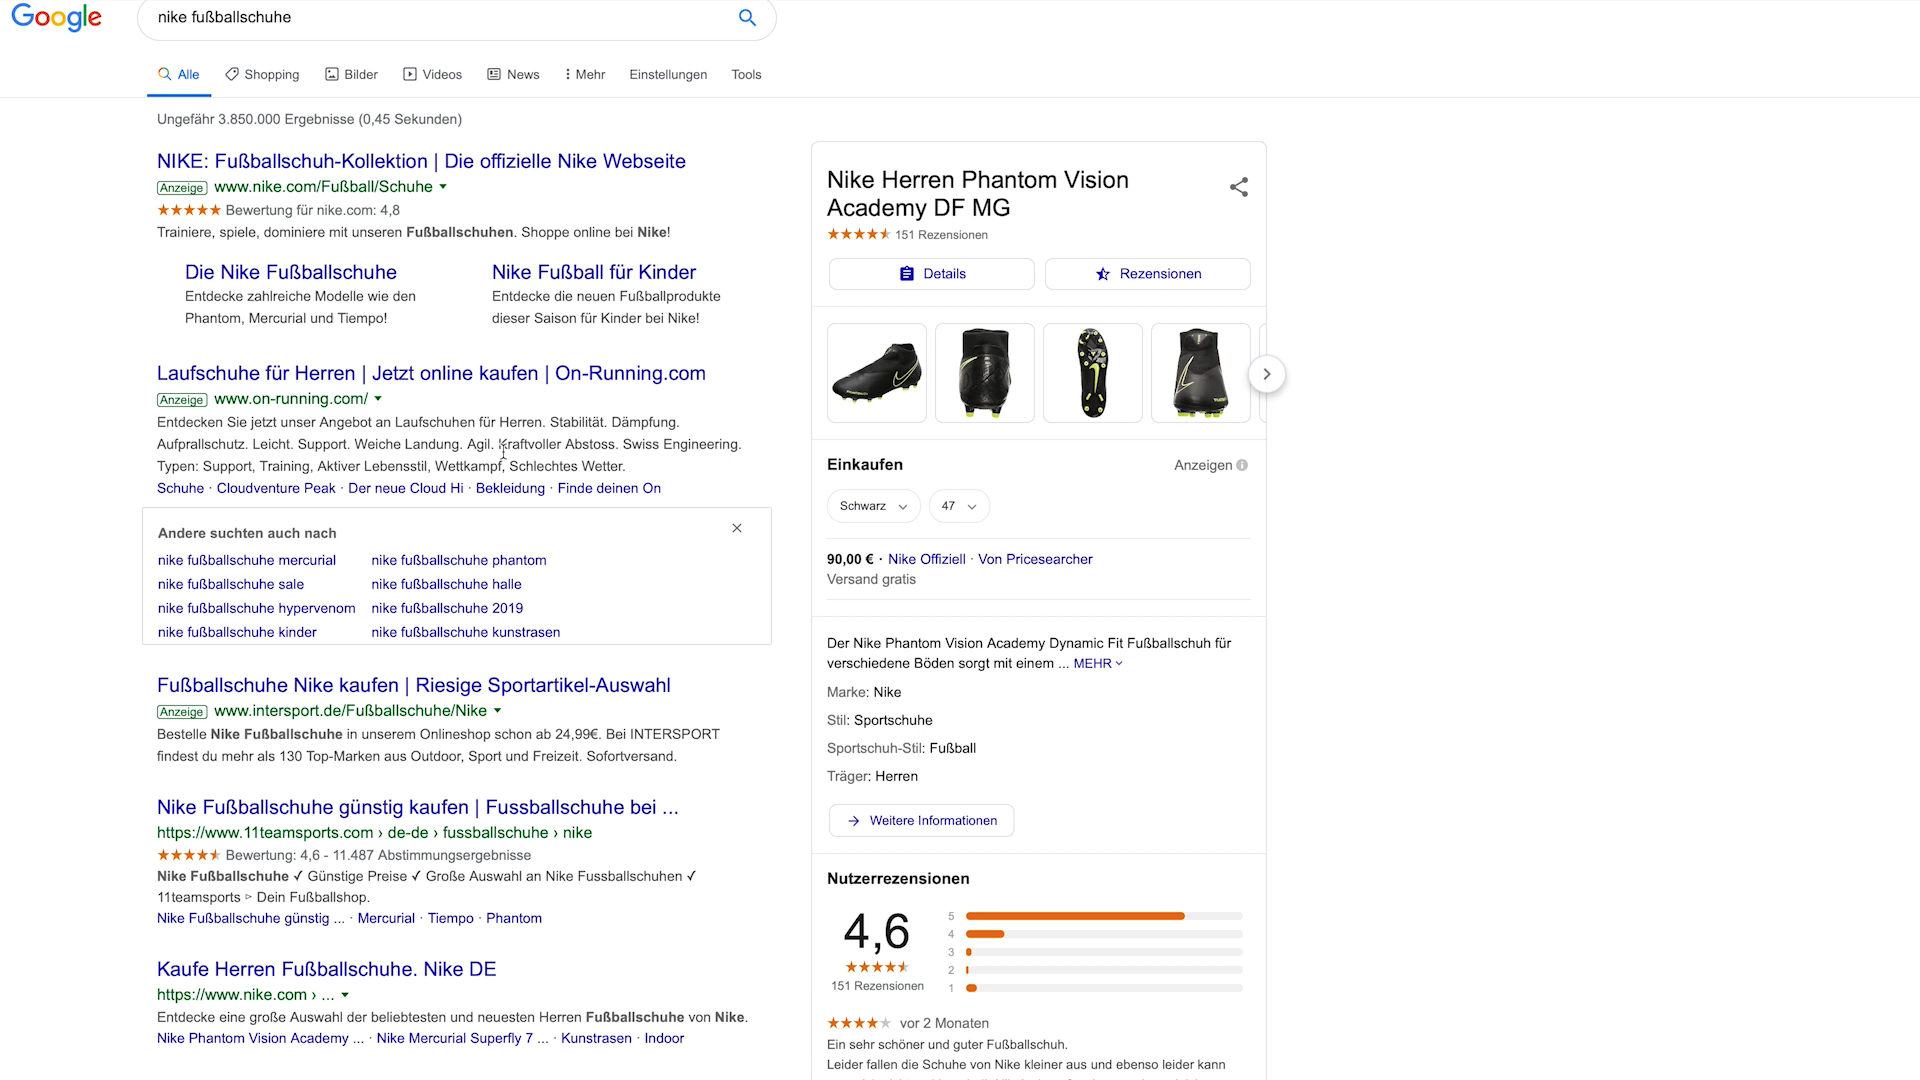 Google
nike fußballschuhe
Alle
Shopping
Bilder
Videos
News
Mehr
Einstellungen
Tools
Ungefähr 3.850.000 Ergebnisse (0,45 Sekunden)
NIKE: Fußballschuh-Kollektion | Die offizielle Nike Webseite
Anzeige www.nike.com/Fußball/Schuhe
Bewertung für nike.com: 4,8
Trainiere, spiele, dominiere mit unseren Fußballschuhen. Shoppe online bei Nike!
Die Nike Fußballschuhe
Entdecke zahlreiche Modelle wie den
Phantom, Mercurial und Tiempo!
Nike Fußball für Kinder
Entdecke die neuen Fußballprodukte
dieser Saison für Kinder bei Nike!
Laufschuhe für Herren | Jetzt online kaufen | On-Running.com
Anzeige www.on-running.com/
Entdecken Sie jetzt unser Angebot an Laufschuhen für Herren. Stabilität. Dämpfung.
Aufprallschutz. Leicht. Support. Weiche Landung. Agil. Kraftvoller Abstoss. Swiss Engineering.
Typen: Support, Training, Aktiver Lebensstil, Wettkampf, Schlechtes Wetter.
Schuhe · Cloudventure Peak · Der neue Cloud Hi · Bekleidung · Finde deinen On
Andere suchten auch nach
nike fußballschuhe mercurial
nike fußballschuhe phantom
nike fußballschuhe sale
nike fußballschuhe halle
nike fußballschuhe hypervenom
nike fußballschuhe 2019
nike fußballschuhe kinder
nike fußballschuhe kunstrasen
Fußballschuhe Nike kaufen | Riesige Sportartikel-Auswahl
Anzeige www.intersport.de/Fußballschuhe/Nike
Bestelle Nike Fußballschuhe in unserem Onlineshop schon ab 24,99€. Bei INTERSPORT
findest du mehr als 130 Top-Marken aus Outdoor, Sport und Freizeit. Sofortversand.
Nike Fußballschuhe günstig kaufen | Fussballschuhe bei ...
https://www.11teamsports.com › de-de › fussballschuhe › nike
Bewertung: 4,6 - 11.487 Abstimmungsergebnisse
Nike Fußballschuhe ✓ Günstige Preise ✓ Große Auswahl an Nike Fussballschuhen ✓
11teamsports ▻ Dein Fußballshop.
Nike Fußballschuhe günstig ... · Mercurial · Tiempo · Phantom
Kaufe Herren Fußballschuhe. Nike DE
https://www.nike.com › ...
Entdecke eine große Auswahl der beliebtesten und neuesten Herren Fußballschuhe von Nike.
Nike Phantom Vision Academy ... · Nike Mercurial Superfly 7 ... · Kunstrasen · Indoor
Nike Herren Phantom Vision
Academy DF MG
151 Rezensionen
Details
Rezensionen
Einkaufen
Anzeigen
Schwarz
47
90,00 € · Nike Offiziell · Von Pricesearcher
Versand gratis
Der Nike Phantom Vision Academy Dynamic Fit Fußballschuh für
verschiedene Böden sorgt mit einem ... MEHR
Marke: Nike
Stil: Sportschuhe
Sportschuh-Stil: Fußball
Träger: Herren
Weitere Informationen
Nutzerrezensionen
4,6
151 Rezensionen
5
4
3
2
1
vor 2 Monaten
Ein sehr schöner und guter Fußballschuh.
Leider fallen die Schuhe von Nike kleiner aus und ebenso leider kann